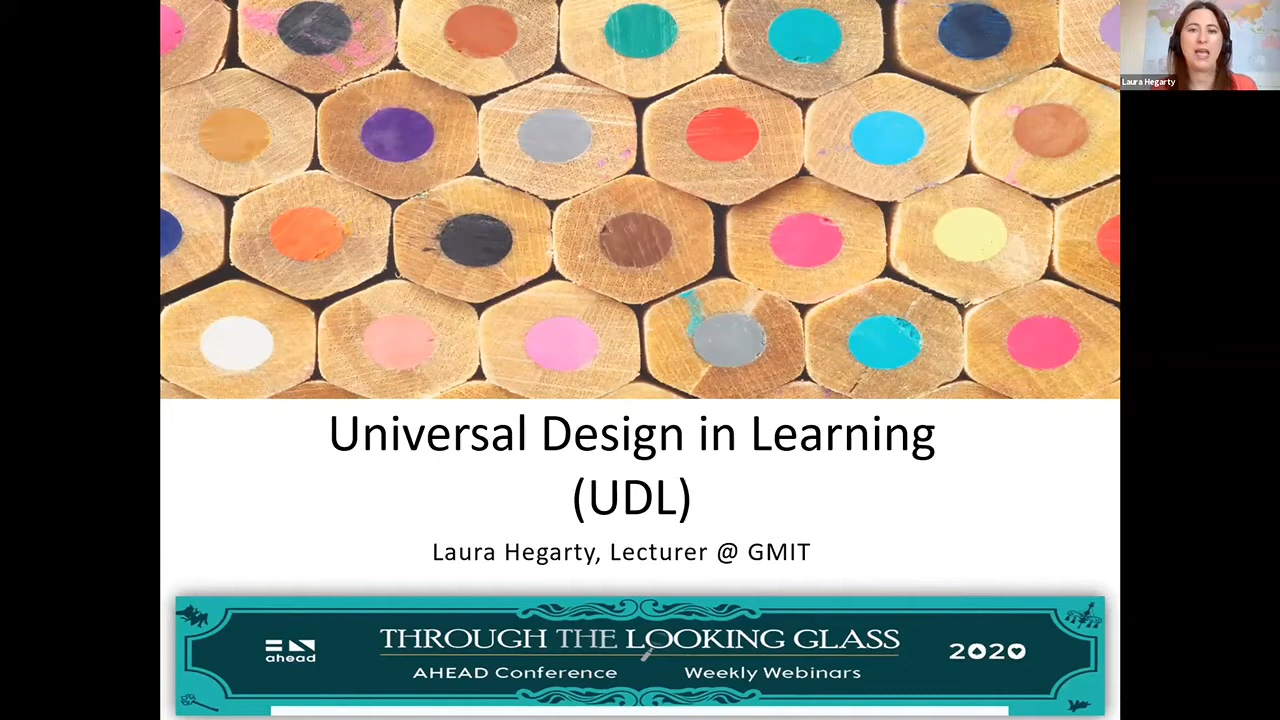 Laura Hegarty
Universal Design in Learning
(UDL)
Laura Hegarty, Lecturer @ GMIT
ahead
THROUGH THE LOOKING GLASS
AHEAD Conference Weekly Webinars
2020